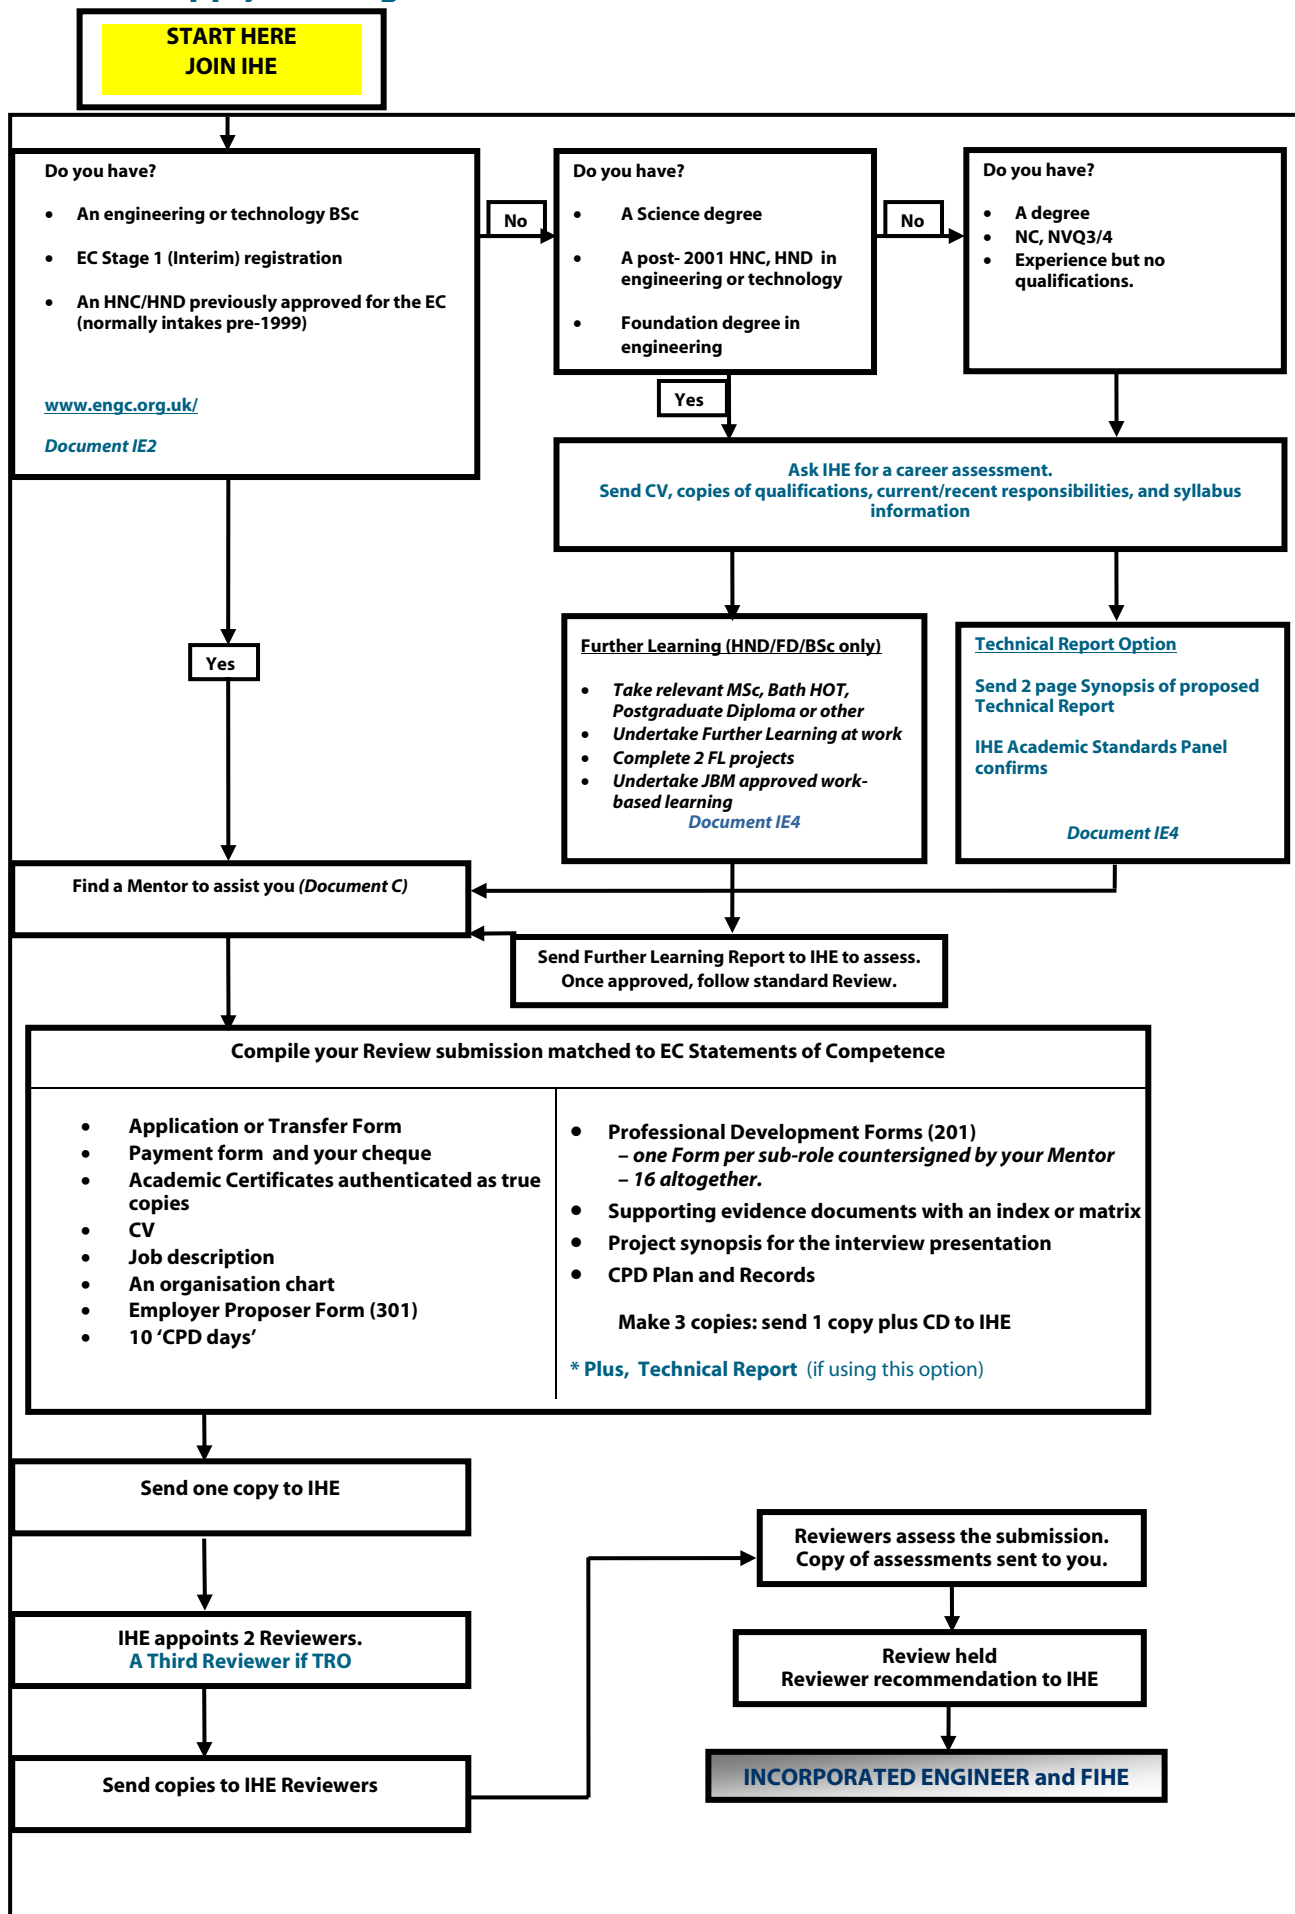 START HERE
JOIN IHE
Do you have?
• An engineering or technology BSc
• EC Stage 1 (Interim) registration
• An HNC/HND previously approved for the EC
(normally intakes pre-1999)
www.engc.org.uk/
Document IE2
No
Do you have?
• A Science degree
• A post- 2001 HNC, HND in
engineering or technology
• Foundation degree in
engineering
No
Do you have?
• A degree
• NC, NVQ3/4
• Experience but no
qualifications.
Yes
Ask IHE for a career assessment.
Send CV, copies of qualifications, current/recent responsibilities, and syllabus
information
Yes
Further Learning (HND/FD/BSc only)
• Take relevant MSc, Bath HOT,
Postgraduate Diploma or other
• Undertake Further Learning at work
• Complete 2 FL projects
• Undertake JBM approved work-
based learning
Document IE4
Technical Report Option
Send 2 page Synopsis of proposed
Technical Report
IHE Academic Standards Panel
confirms
Document IE4
Find a Mentor to assist you (Document C)
Send Further Learning Report to IHE to assess.
Once approved, follow standard Review.
Compile your Review submission matched to EC Statements of Competence
• Application or Transfer Form
• Payment form and your cheque
• Academic Certificates authenticated as true
copies
• CV
• Job description
• An organisation chart
• Employer Proposer Form (301)
• 10 ‘CPD days’
• Professional Development Forms (201)
– one Form per sub-role countersigned by your Mentor
– 16 altogether.
• Supporting evidence documents with an index or matrix
• Project synopsis for the interview presentation
• CPD Plan and Records
Make 3 copies: send 1 copy plus CD to IHE
* Plus, Technical Report (if using this option)
Send one copy to IHE
IHE appoints 2 Reviewers.
A Third Reviewer if TRO
Send copies to IHE Reviewers
Reviewers assess the submission.
Copy of assessments sent to you.
Review held
Reviewer recommendation to IHE
INCORPORATED ENGINEER and FIHE